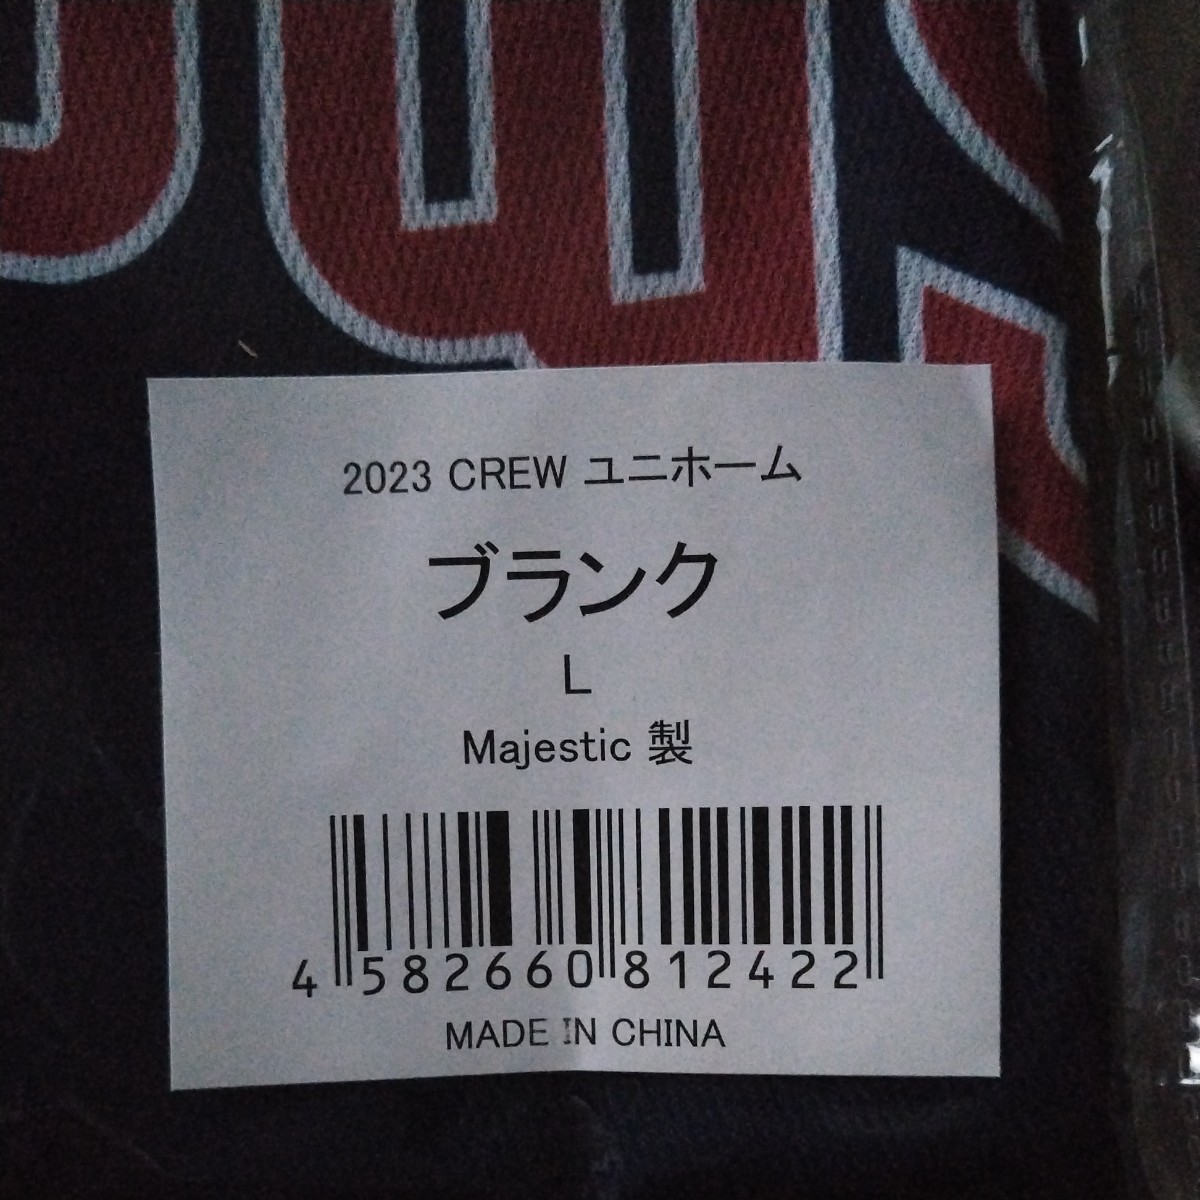 2023 CREW ユニホーム
ブランク
L
Majestic 製
4 582660 812422
MADE IN CHINA